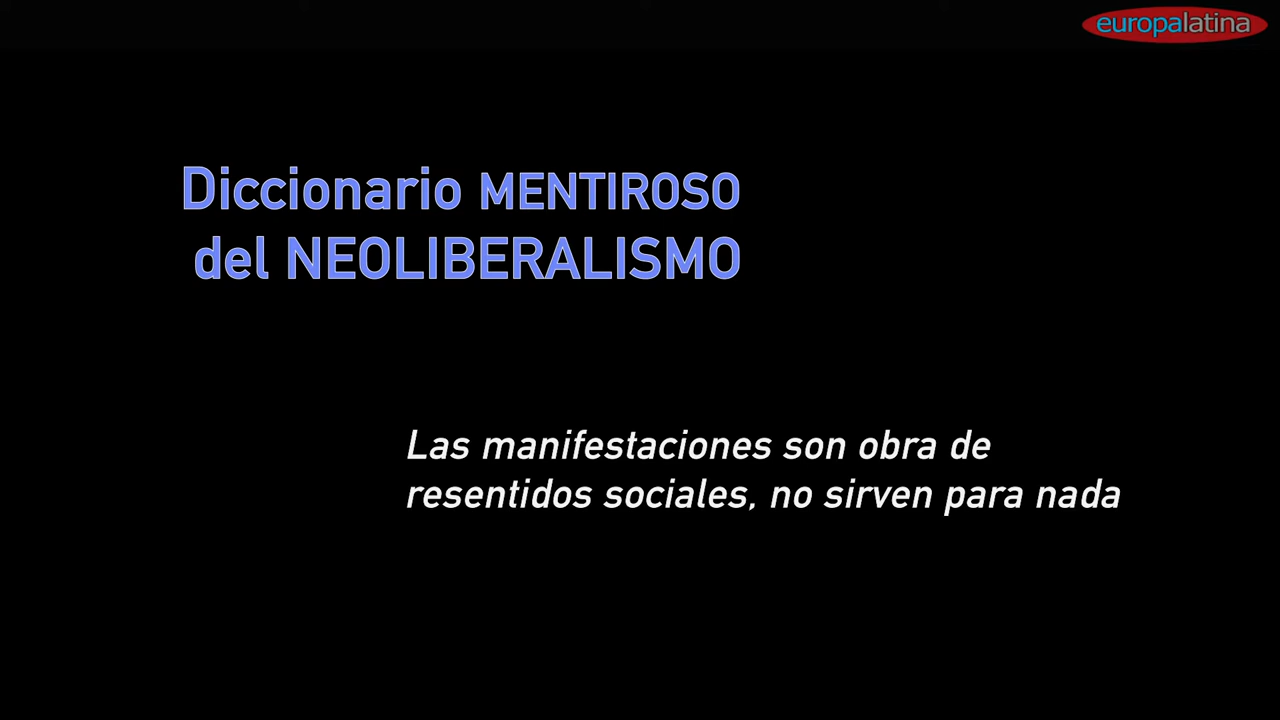 europalatina
Diccionario MENTIROSO
del NEOLIBERALISMO
Las manifestaciones son obra de
resentidos sociales, no sirven para nada